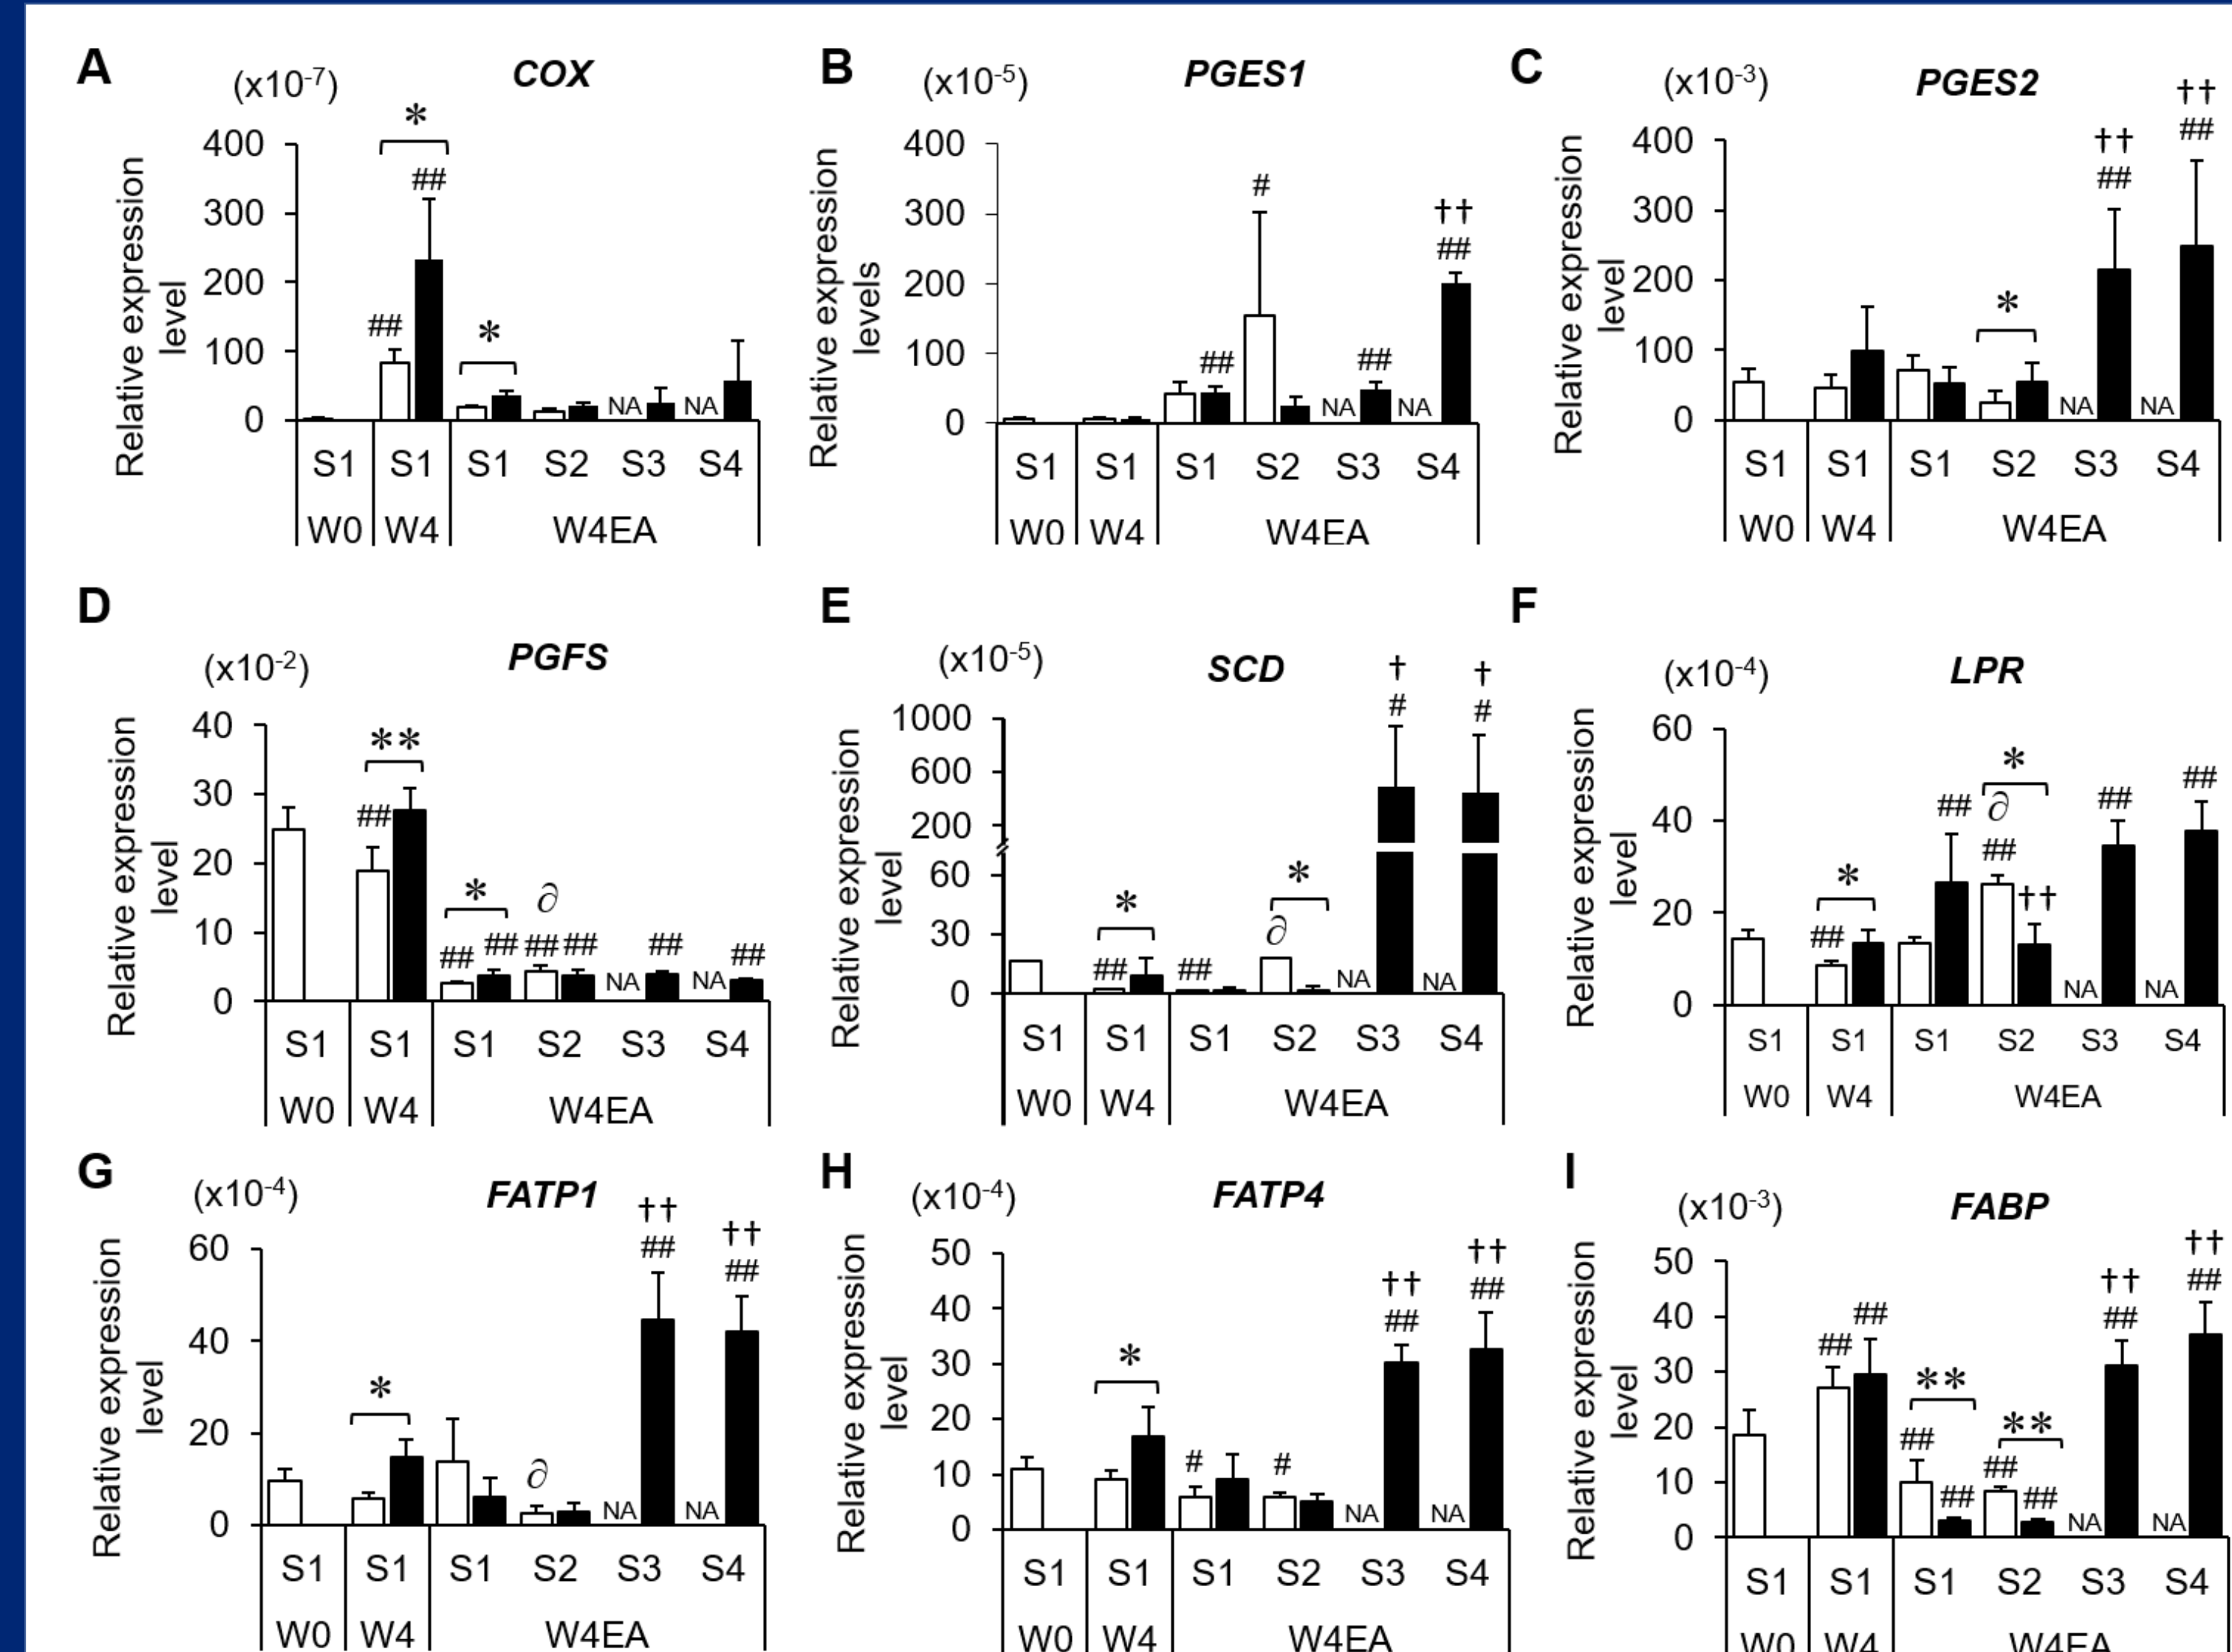 A
(x10-7)
COX
Relative expression
level
400
300
200
100
0
*
##
##
*
NA
NA
S1
S1
S1
S2
S3
S4
W0
W4
W4EA
B
(x10-5)
PGES1
Relative expression
levels
400
300
200
100
0
##
#
NA
##
NA
††
##
S1
S1
S1
S2
S3
S4
W0
W4
W4EA
C
(x10-3)
PGES2
Relative expression
level
400
300
200
100
0
*
NA
††
##
NA
††
##
S1
S1
S1
S2
S3
S4
W0
W4
W4EA
D
(x10-2)
PGFS
Relative expression
level
40
30
20
10
0
**
##
*
##
##
∂
##
##
NA
##
NA
##
S1
S1
S1
S2
S3
S4
W0
W4
W4EA
E
(x10-5)
SCD
Relative expression
level
1000
600
200
60
30
0
*
##
##
*
∂
NA
†
#
NA
†
#
S1
S1
S1
S2
S3
S4
W0
W4
W4EA
F
(x10-4)
LPR
Relative expression
level
60
40
20
0
*
##
##
*
∂
##
††
NA
##
NA
##
S1
S1
S1
S2
S3
S4
W0
W4
W4EA
G
(x10-4)
FATP1
Relative expression
level
60
40
20
0
*
∂
NA
††
##
NA
††
##
S1
S1
S1
S2
S3
S4
W0
W4
W4EA
H
(x10-4)
FATP4
Relative expression
level
50
40
30
20
10
0
*
#
#
NA
††
##
NA
††
##
S1
S1
S1
S2
S3
S4
W0
W4
W4EA
I
(x10-3)
FABP
Relative expression
level
50
40
30
20
10
0
##
##
**
##
##
**
##
##
NA
††
##
NA
††
##
S1
S1
S1
S2
S3
S4
W0
W4
W4EA